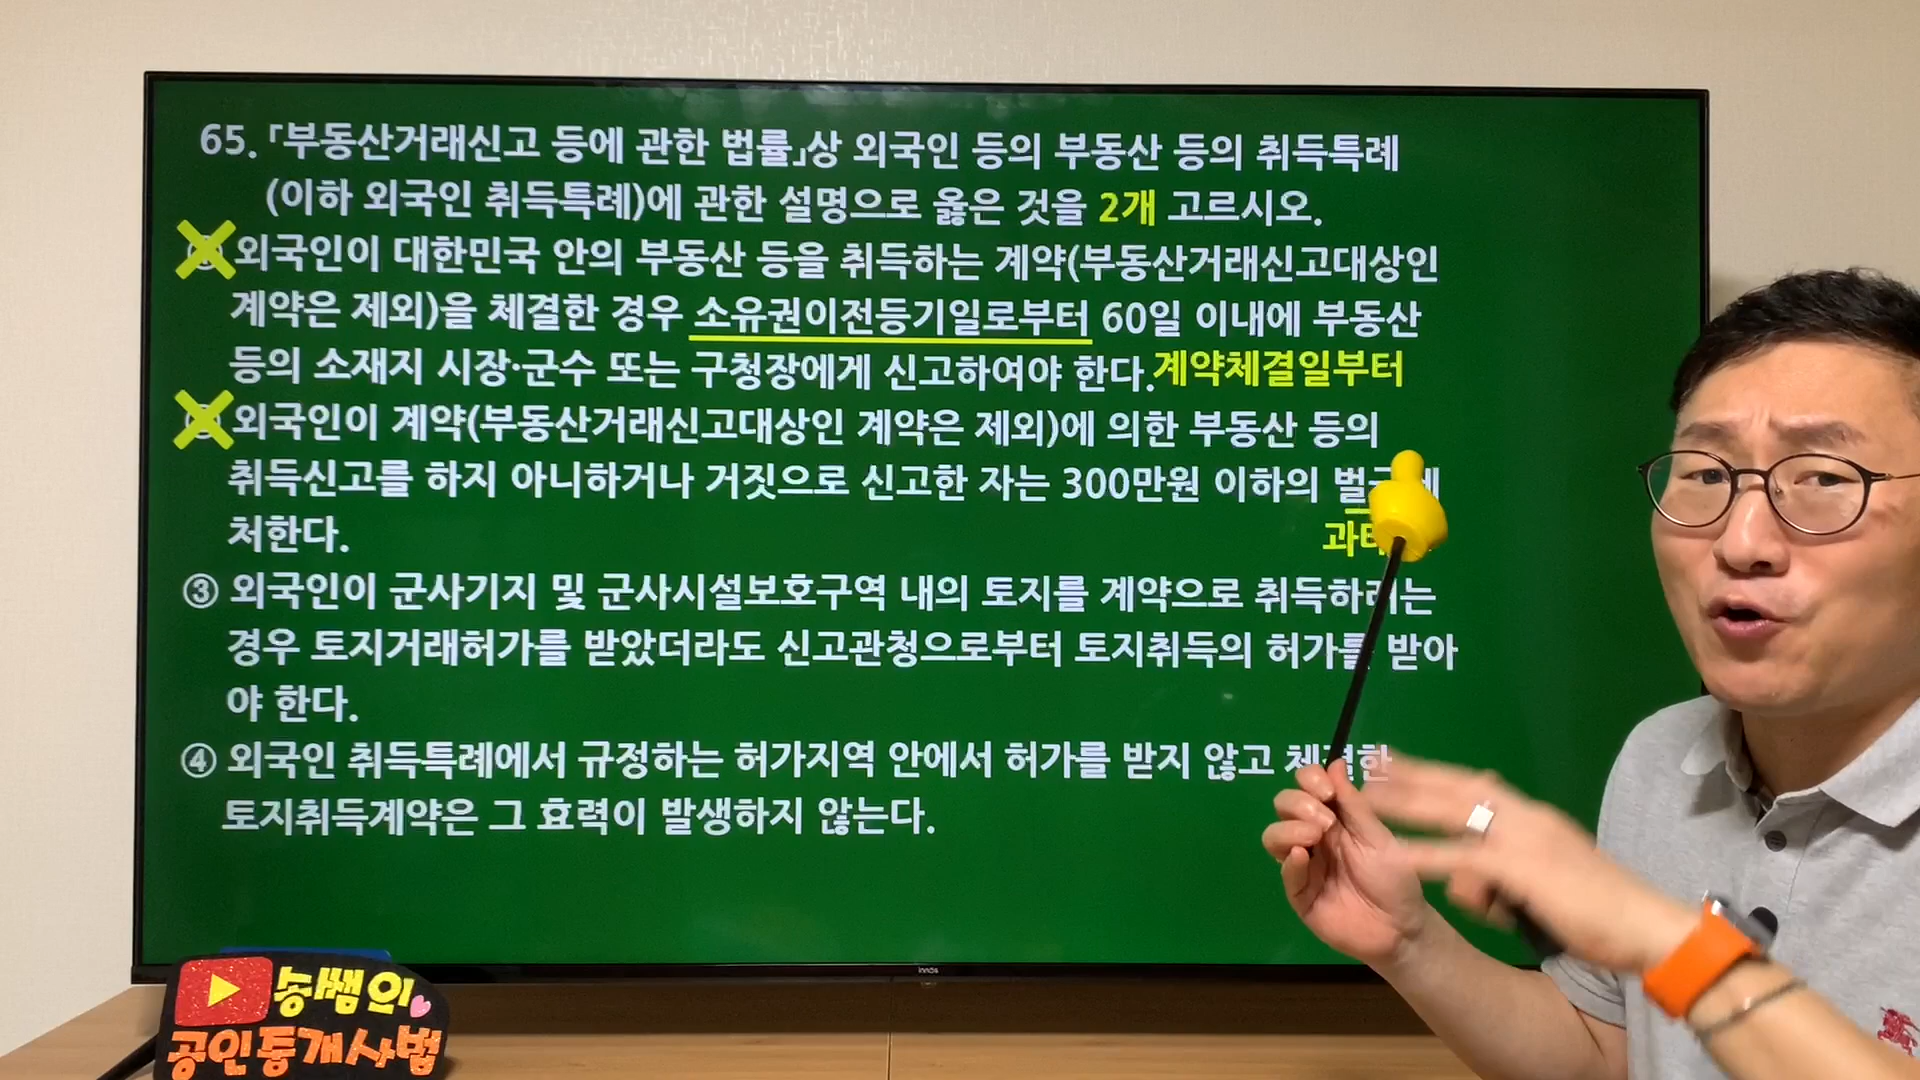 65. 「부동산거래신고 등에 관한 법률」상 외국인 등의 부동산 등의 취득특례
(이하 외국인 취득특례)에 관한 설명으로 옳은 것을 2개 고르시오.
외국인이 대한민국 안의 부동산 등을 취득하는 계약(부동산거래신고대상인
계약은 제외)을 체결한 경우 소유권이전등기일로부터 60일 이내에 부동산
등의 소재지 시장·군수 또는 구청장에게 신고하여야 한다. 계약체결일부터
외국인이 계약(부동산거래신고대상인 계약은 제외)에 의한 부동산 등의
취득신고를 하지 아니하거나 거짓으로 신고한 자는 300만원 이하의
처한다.
③ 외국인이 군사기지 및 군사시설보호구역 내의 토지를 계약으로 취득하려는
경우 토지거래허가를 받았더라도 신고관청으로부터 토지취득의 허가를 받아
야 한다.
④ 외국인 취득특례에서 규정하는 허가지역 안에서 허가를 받지 않고 체결한
토지취득계약은 그 효력이 발생하지 않는다.
innos
송쌤의
공인중개사법